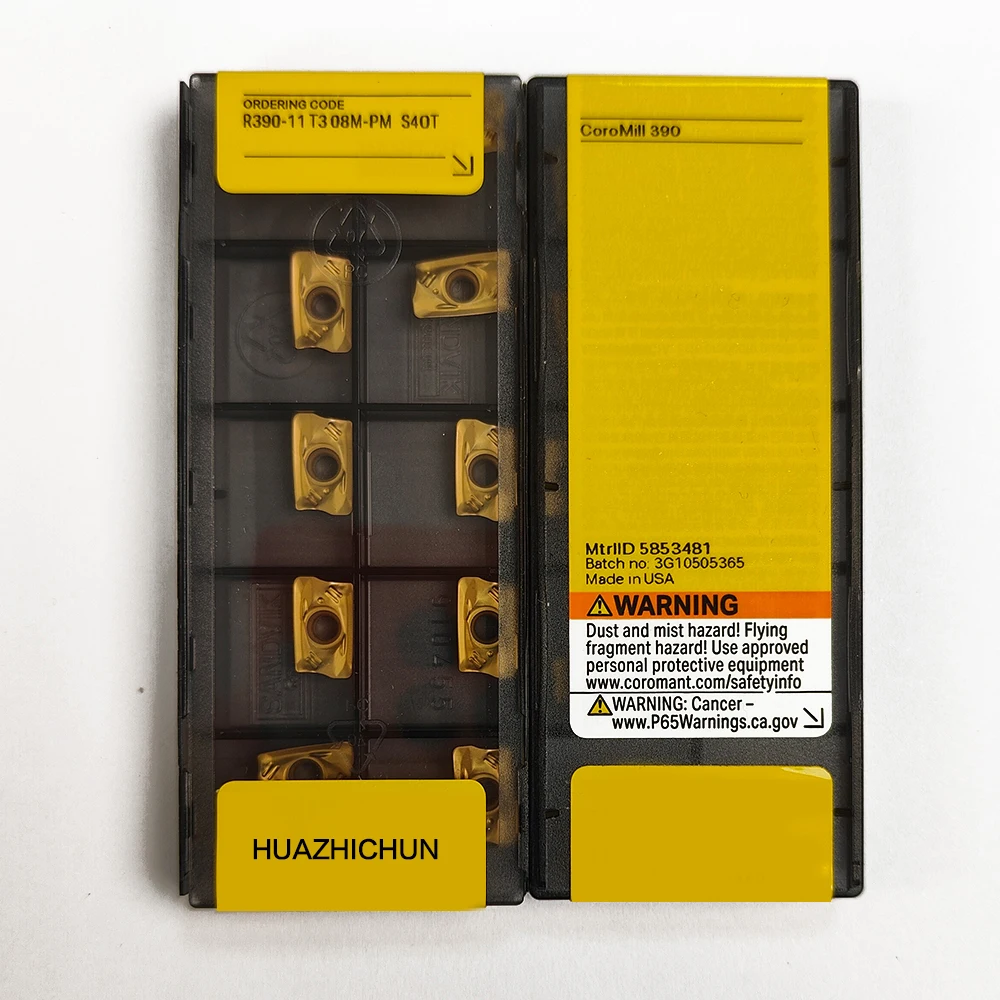 ORDERING CODE
R390-11 T3 08M-PM S40T
HUAZHICHUN
CoroMill 390
MtrlID 5853481
Batch no. 3G10505365
Made in USA
WARNING
Dust and mist hazard! Flying
fragment hazard! Use approved
personal protective equipment
www.coromant.com/safetyinfo
WARNING: Cancer –
www.P65Warnings.ca.gov